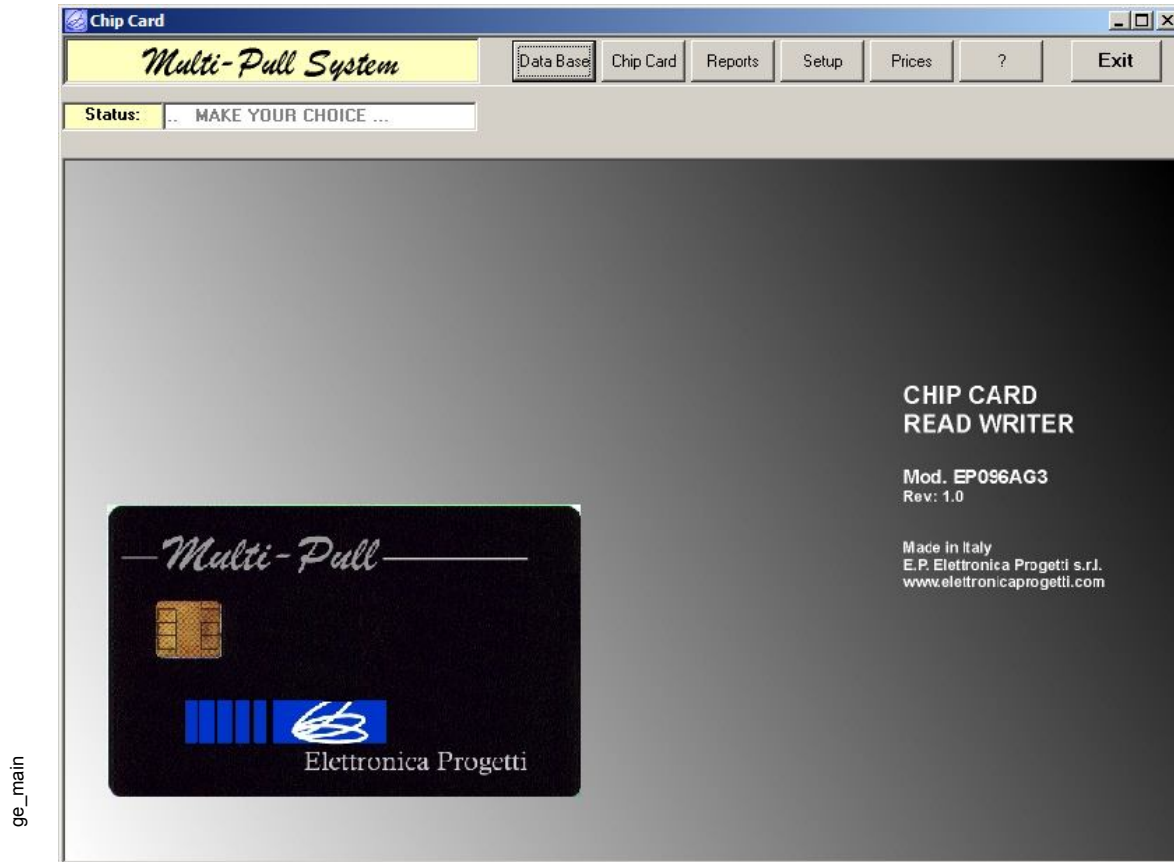 Chip Card
Multi-Pull System
Data Base
Chip Card
Reports
Setup
Prices
?
Exit
Status:
.. MAKE YOUR CHOICE ...
CHIP CARD
READ WRITER
Mod. EP096AG3
Rev: 1.0
Made in Italy
E.P. Elettronica Progetti s.r.l.
www.elettronicaprogetti.com
Multi-Pull
Elettronica Progetti
ge_main